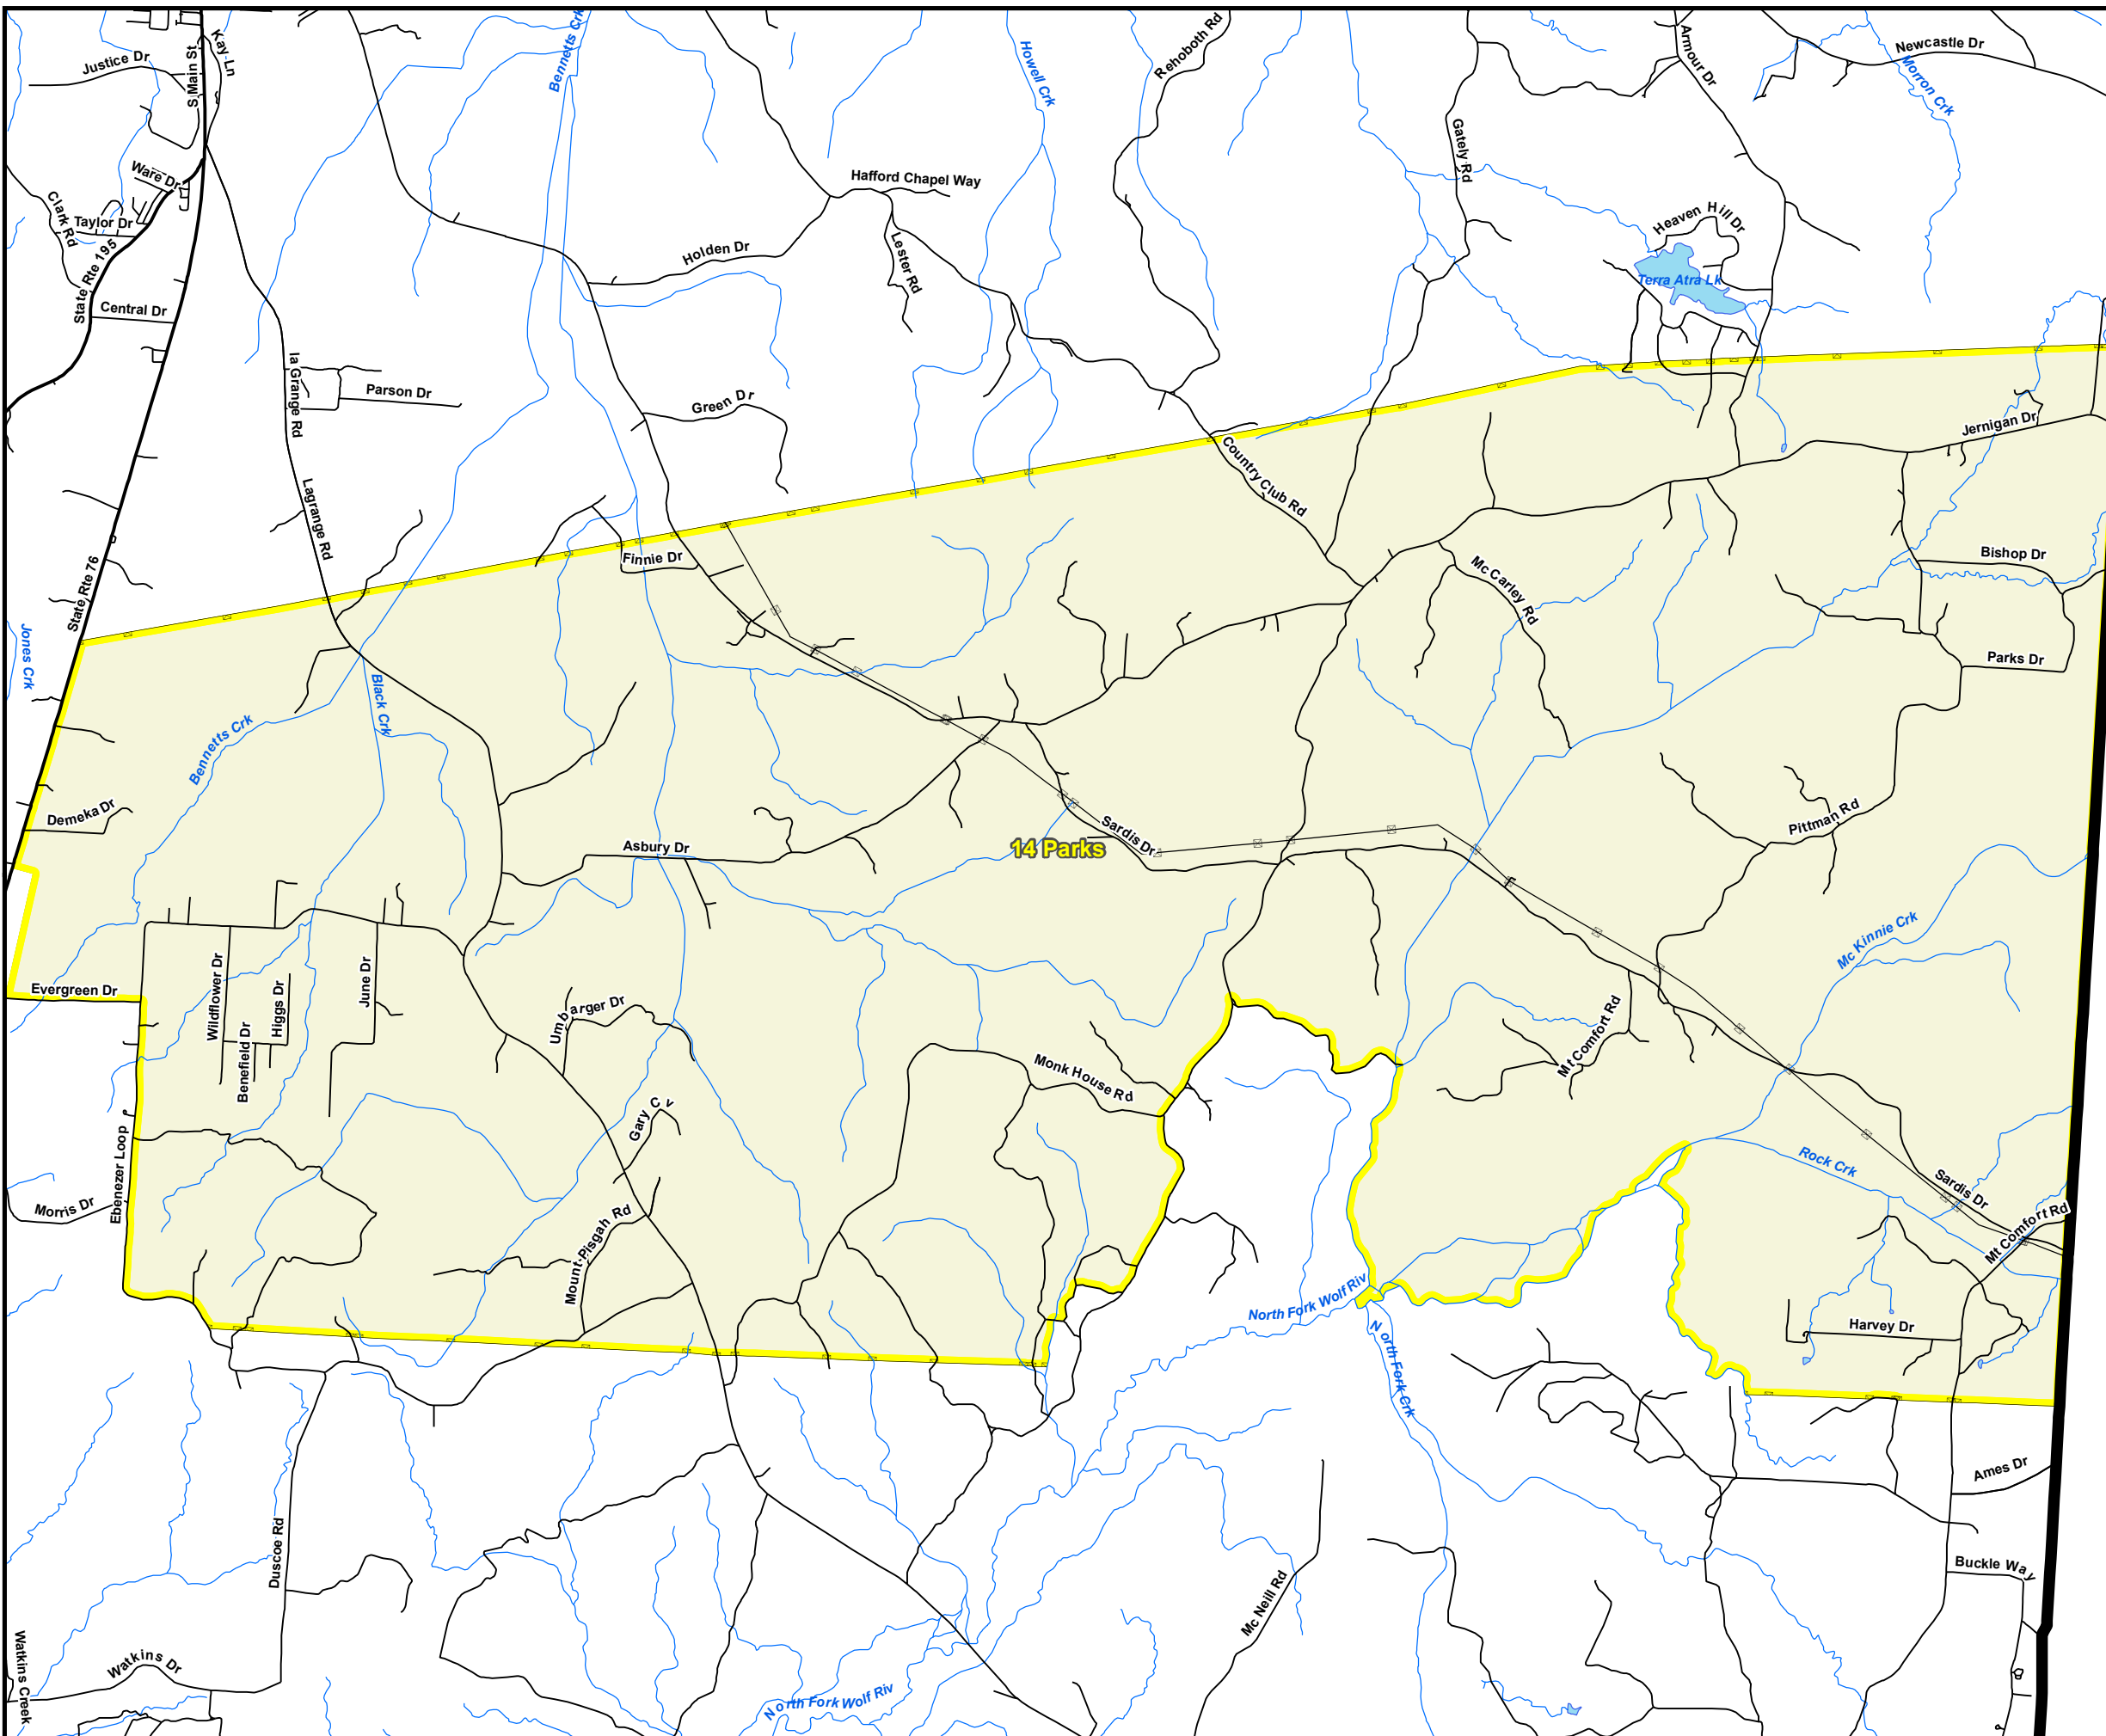 Justice Dr
S Main St
Kay Ln
Bennetts Crk
Howell Crk
Rehoboth Rd
Armour Dr
Newcastle Dr
Morron Crk
Gately Rd
Ware Dr
Clark Rd
Taylor Dr
Hafford Chapel Way
Heaven Hill Dr
State Rte 195
Holden Dr
Lester Rd
Terra Atra Lk
Central Dr
la Grange Rd
Parson Dr
Green Dr
Jernigan Dr
Country Club Rd
Lagrange Rd
Finnie Dr
Bishop Dr
Mc Carley Rd
State Rte 76
Jones Crk
Parks Dr
Black Crk
Bennetts Crk
Demeka Dr
Pittman Rd
Asbury Dr
Sardis Dr
14 Parks
Mc Kinnie Crk
Wildflower Dr
June Dr
Evergreen Dr
Higgs Dr
Umbarger Dr
Mt Comfort Rd
Benefield Dr
Monk House Rd
Gary Cv
Ebenezer Loop
Rock Crk
Sardis Dr
Morris Dr
Mount Pisgah Rd
Mt Comfort Rd
North Fork Wolf Riv
Harvey Dr
North Fork Crk
Ames Dr
Duscoe Rd
Buckle Way
Mc Neill Rd
Watkins Creek
Watkins Dr
North Fork Wolf Riv